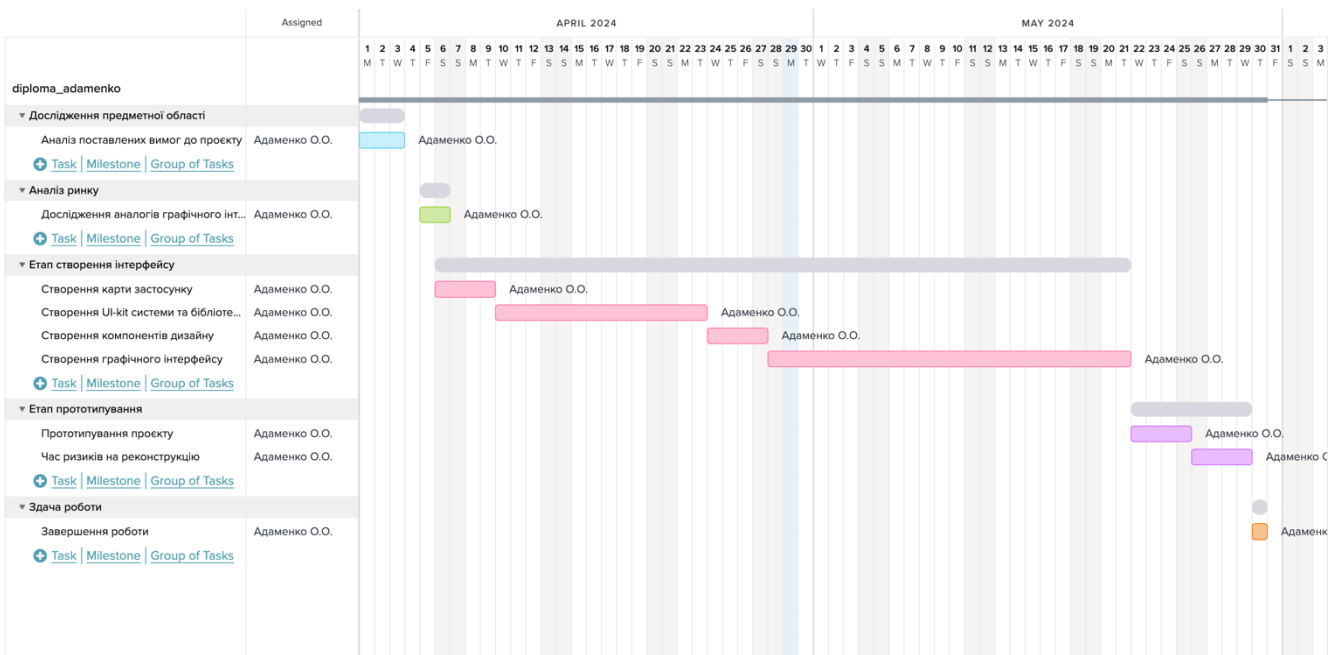 Assigned
APRIL 2024
MAY 2024
1 2 3 4 5 6 7 8 9 10 11 12 13 14 15 16 17 18 19 20 21 22 23 24 25 26 27 28 29 30 1 2 3 4 5 6 7 8 9 10 11 12 13 14 15 16 17 18 19 20 21 22 23 24 25 26 27 28 29 30 31 1 2 3
M T W T F S S M T W T F S S M T W T F S S M T W T F S S M T W T F S S M T W T F S S M T W T F S S M T W T F S S M T W T F S S M
diploma_adamenko
Дослідження предметної області
Аналіз поставлених вимог до проєкту Адаменко О.О. Адаменко О.О.
Task | Milestone | Group of Tasks
Аналіз ринку
Дослідження аналогів графічного інт... Адаменко О.О. Адаменко О.О.
Task | Milestone | Group of Tasks
Етап створення інтерфейсу
Створення карти застосунку Адаменко О.О. Адаменко О.О.
Створення UI-kit системи та бібліоте... Адаменко О.О. Адаменко О.О.
Створення компонентів дизайну Адаменко О.О. Адаменко О.О.
Створення графічного інтерфейсу Адаменко О.О. Адаменко О.О.
Task | Milestone | Group of Tasks
Етап прототипування
Прототипування проєкту Адаменко О.О. Адаменко О.О.
Час ризиків на реконструкцію Адаменко О.О. Адаменко О
Task | Milestone | Group of Tasks
Здача роботи
Завершення роботи Адаменко О.О. Адаменк
Task | Milestone | Group of Tasks